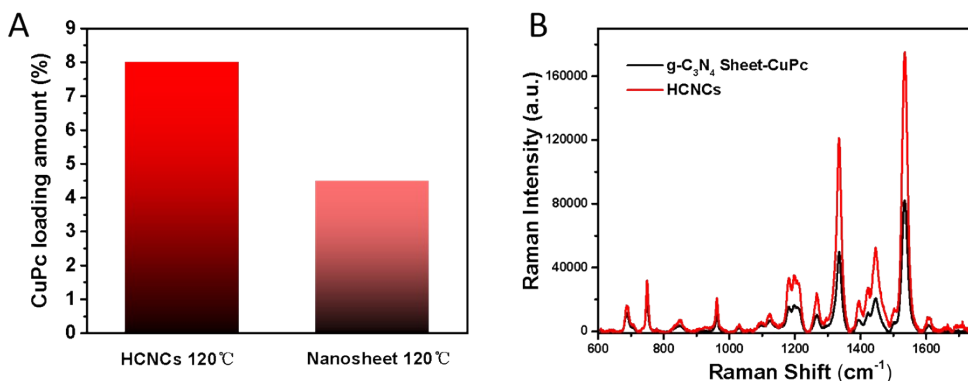 A
CuPc loading amount (%)
9
8
7
6
5
4
3
2
1
0
HCNCs 120℃
Nanosheet 120℃
B
Raman Intensity (a.u.)
160000
120000
80000
40000
0
g-C₃N₄ Sheet-CuPc
HCNCs
600 800 1000 1200 1400 1600
Raman Shift (cm⁻¹)